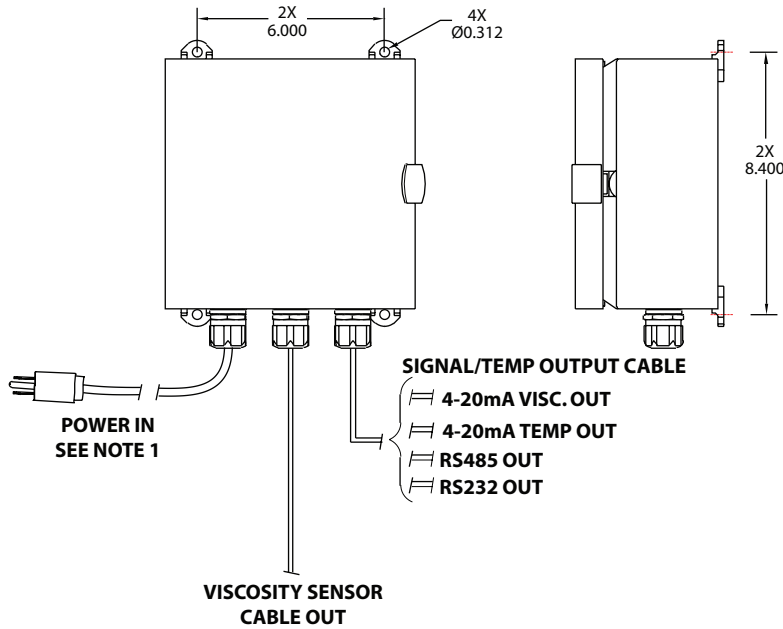 2X
6.000
4X
Ø0.312
2X
8.400
SIGNAL/TEMP OUTPUT CABLE
4-20mA VISC. OUT
4-20mA TEMP OUT
RS485 OUT
RS232 OUT
POWER IN
SEE NOTE 1
VISCOSITY SENSOR
CABLE OUT